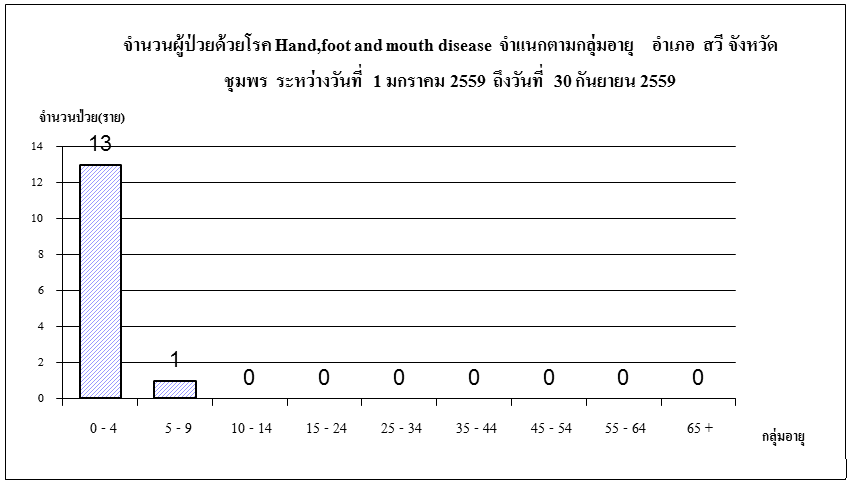 จำนวนผู้ป่วยด้วยโรค Hand,foot and mouth disease จำแนกตามกลุ่มอายุ อำเภอ สวี จังหวัด
ชุมพร ระหว่างวันที่ 1 มกราคม 2559 ถึงวันที่ 30 กันยายน 2559
จำนวนป่วย(ราย)
14
13
12
10
8
6
4
2
1
0 0 0 0 0 0 0
0
0 - 4 5 - 9 10 - 14 15 - 24 25 - 34 35 - 44 45 - 54 55 - 64 65 +
กลุ่มอายุ